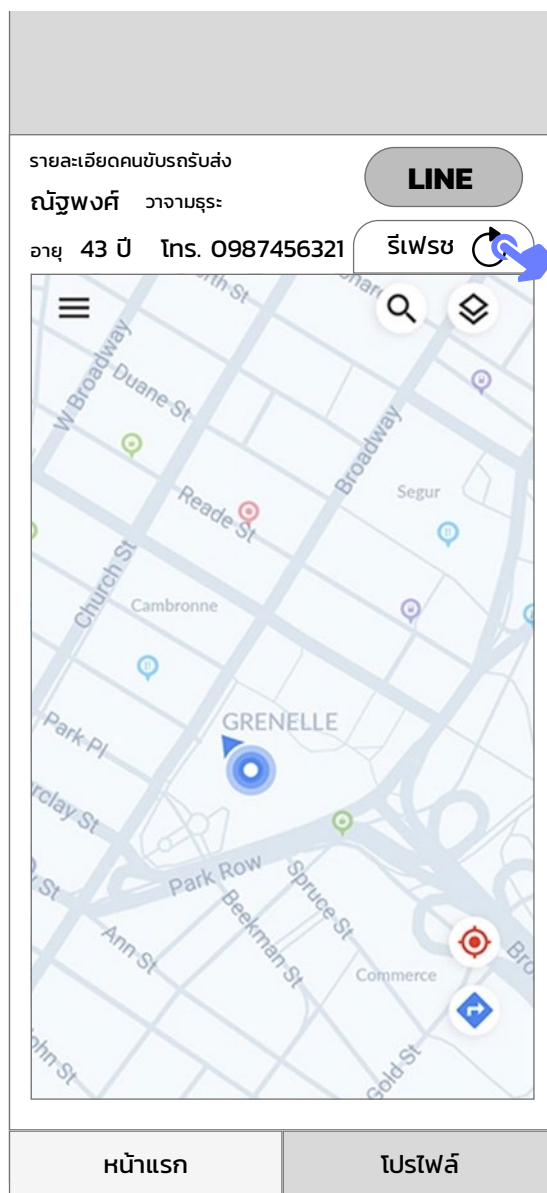 รายละเอียดคนขับรถรับส่ง
LINE
ณัฐพงศ์ วาจามธุระ
อายุ 43 ปี โทร. 0987456321
รีเฟรช
W Broadway
Duane St
Broadway
Segur
Reade St
Church St
Cambronne
GRENELLE
Park Pl
Park Row
Spruce St
Beekman St
Ann St
Commerce
Gold St
หน้าแรก
โปรไฟล์